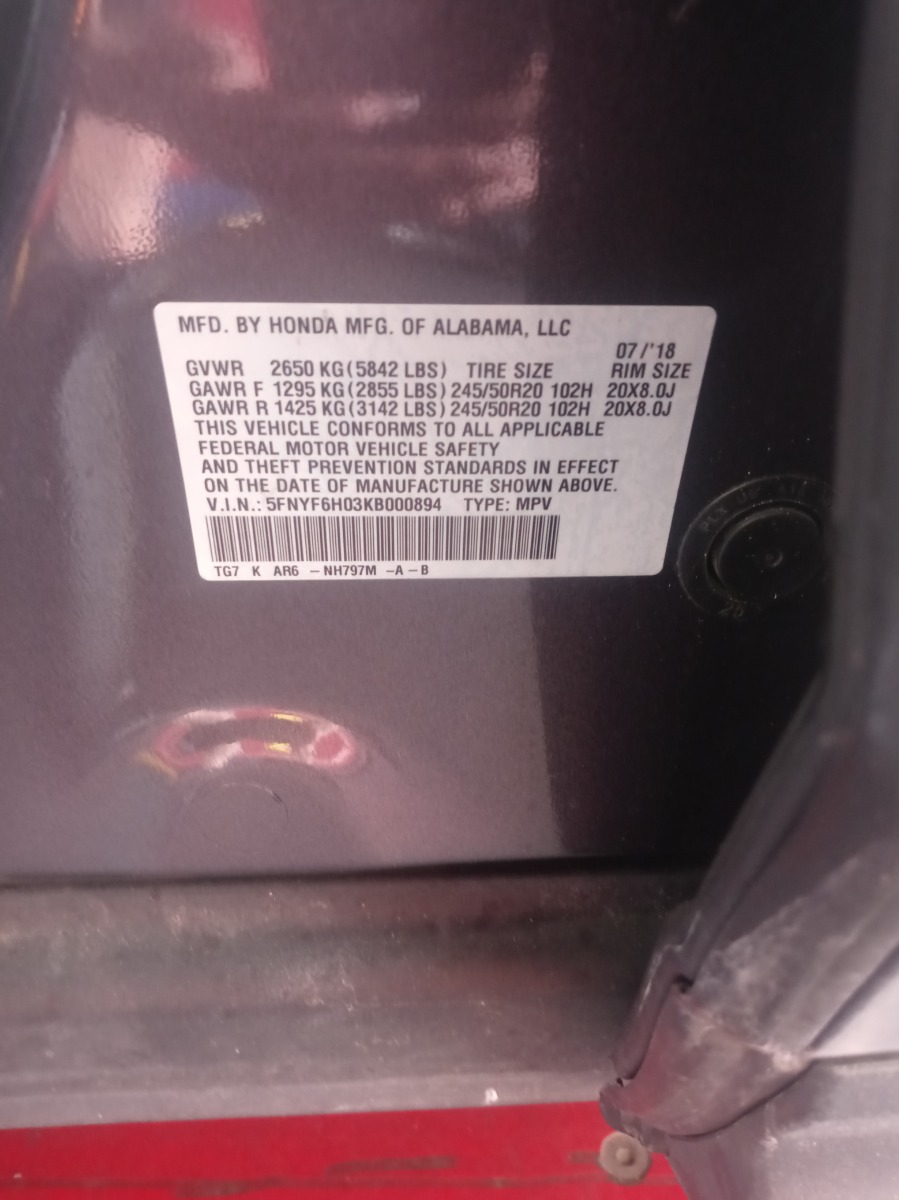 MFD. BY HONDA MFG. OF ALABAMA, LLC
07/'18
GVWR 2650 KG (5842 LBS) TIRE SIZE RIM SIZE
GAWR F 1295 KG (2855 LBS) 245/50R20 102H 20X8.0J
GAWR R 1425 KG (3142 LBS) 245/50R20 102H 20X8.0J
THIS VEHICLE CONFORMS TO ALL APPLICABLE
FEDERAL MOTOR VEHICLE SAFETY
AND THEFT PREVENTION STANDARDS IN EFFECT
ON THE DATE OF MANUFACTURE SHOWN ABOVE.
V.I.N.: 5FNYF6H03KB000894 TYPE: MPV
TG7 K AR6 -NH797M -A-B
25